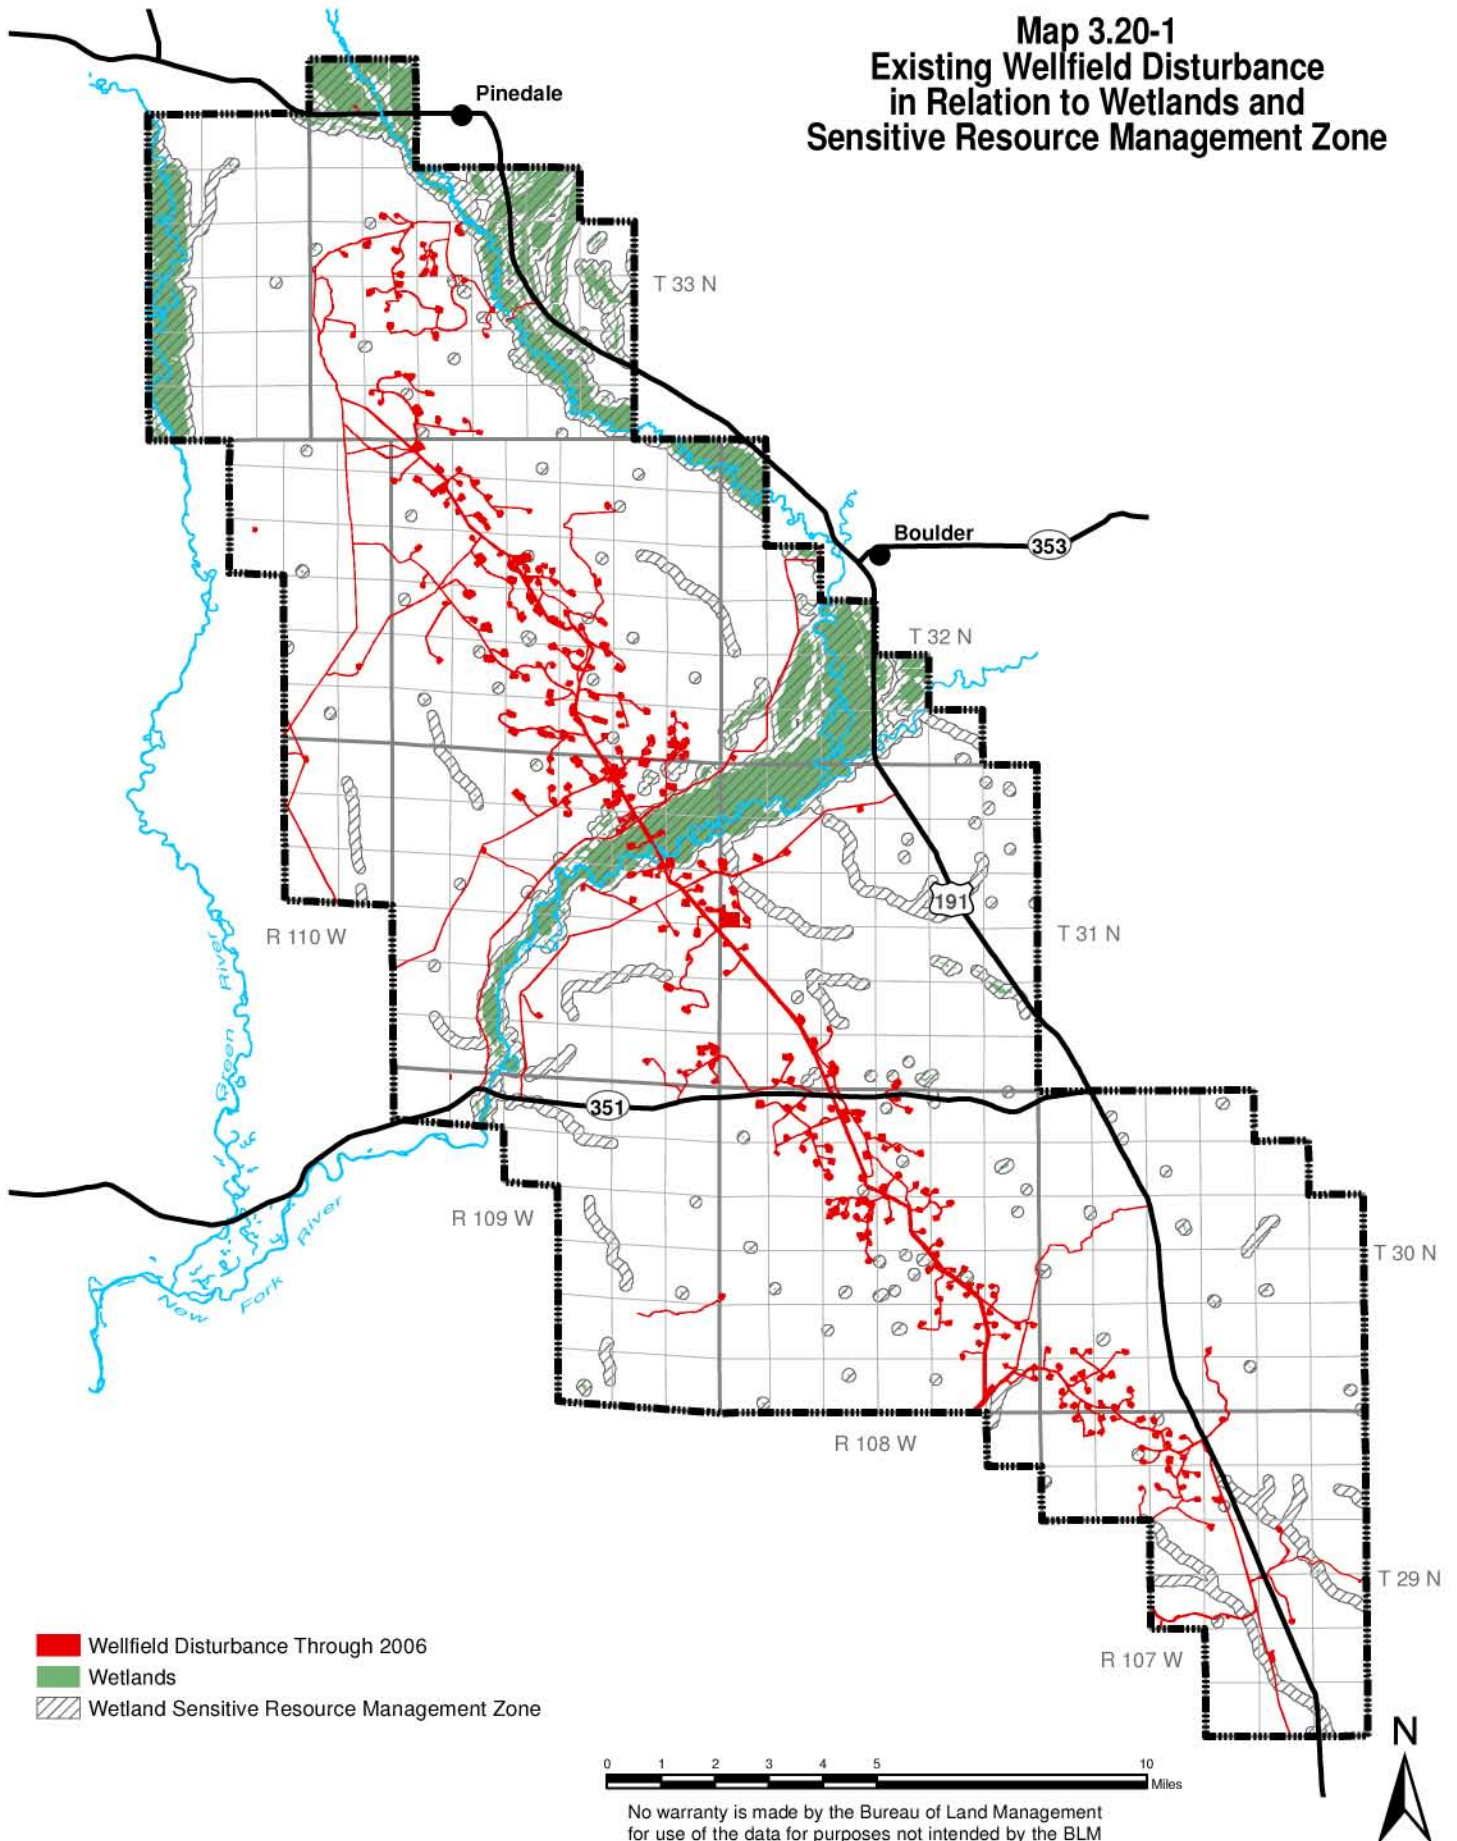 Map 3.20-1
Existing Wellfield Disturbance
in Relation to Wetlands and
Sensitive Resource Management Zone
Pinedale
T 33 N
Boulder
353
T 32 N
191
R 110 W
T 31 N
Green River
351
R 109 W
New Fork River
T 30 N
R 108 W
T 29 N
R 107 W
Wellfield Disturbance Through 2006
Wetlands
Wetland Sensitive Resource Management Zone
N
0 1 2 3 4 5 10
Miles
No warranty is made by the Bureau of Land Management
for use of the data for purposes not intended by the BLM